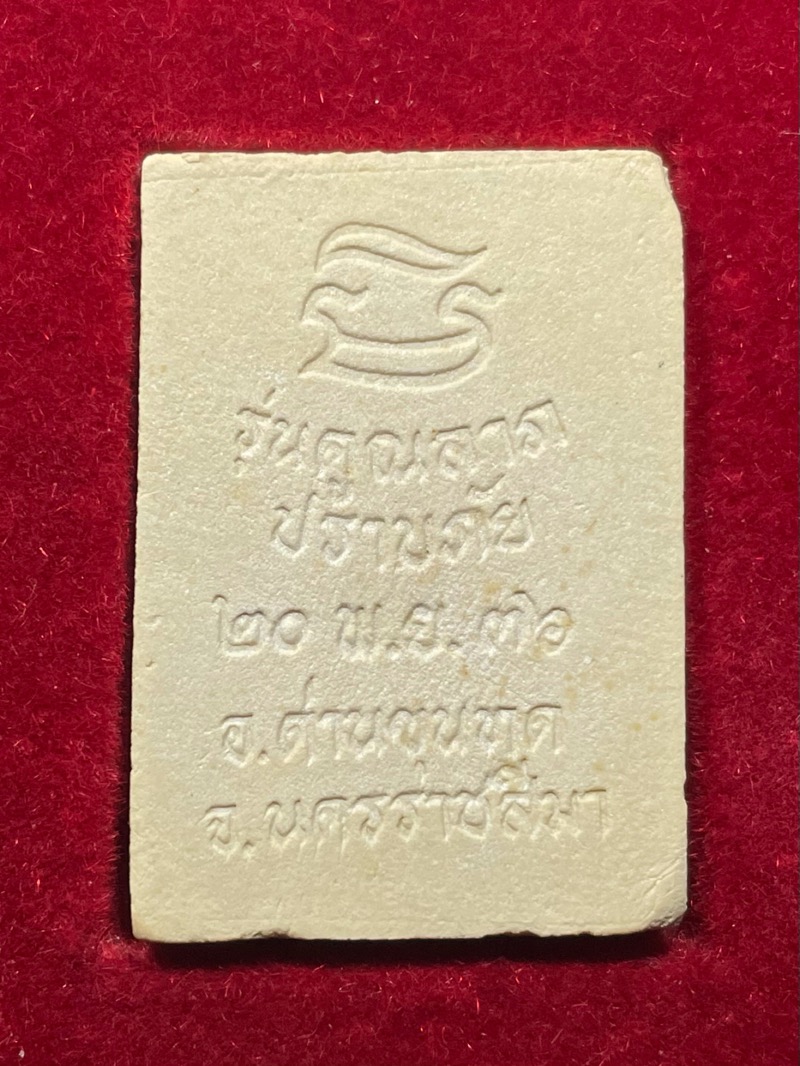 รุ่นคูณลาภ
ปราบภัย
๒๐ พ.ย. ๓๖
อ.ด่านขุนทด
จ.นครราชสีมา